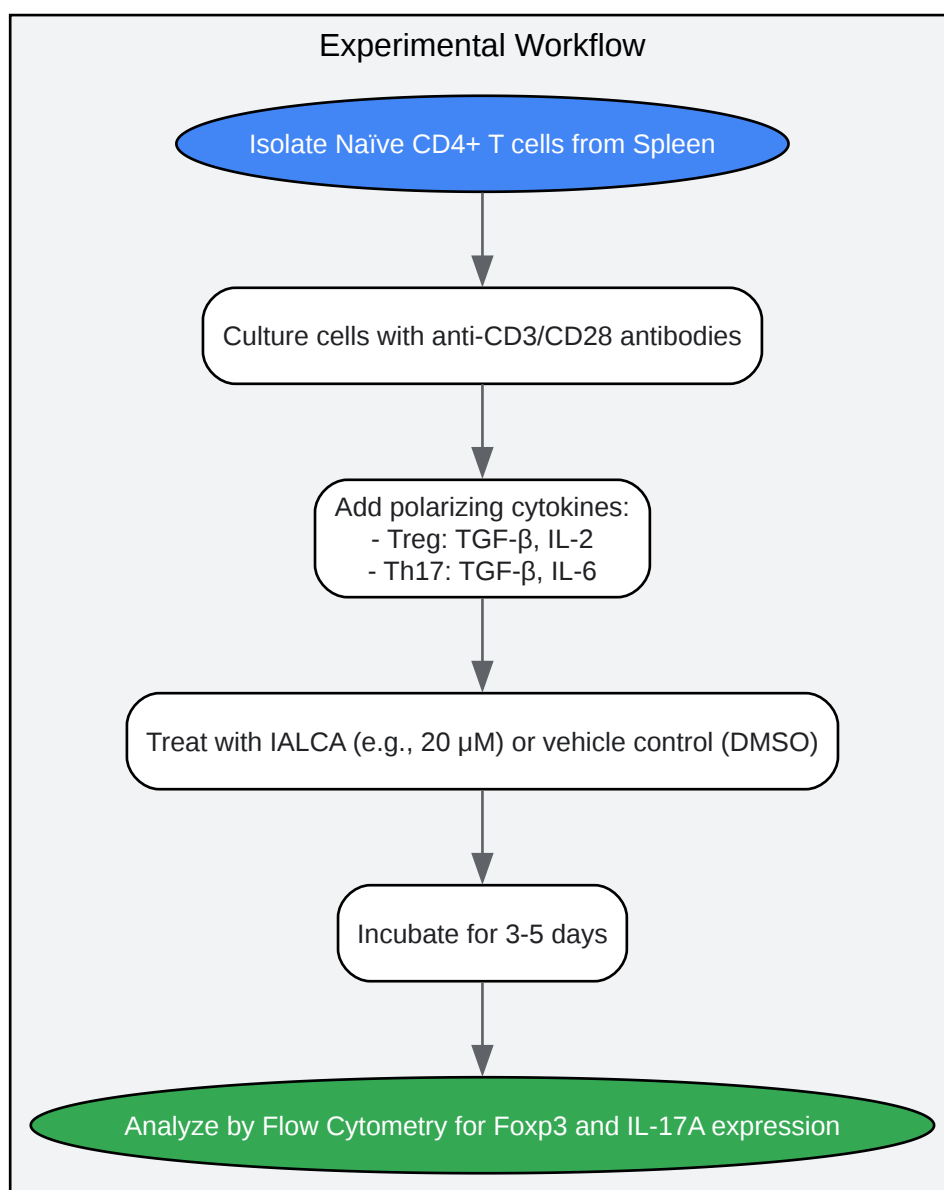 Experimental Workflow
Isolate Naïve CD4+ T cells from Spleen
Culture cells with anti-CD3/CD28 antibodies
Add polarizing cytokines:
- Treg: TGF-β, IL-2
- Th17: TGF-β, IL-6
Treat with IALCA (e.g., 20 μM) or vehicle control (DMSO)
Incubate for 3-5 days
Analyze by Flow Cytometry for Foxp3 and IL-17A expression